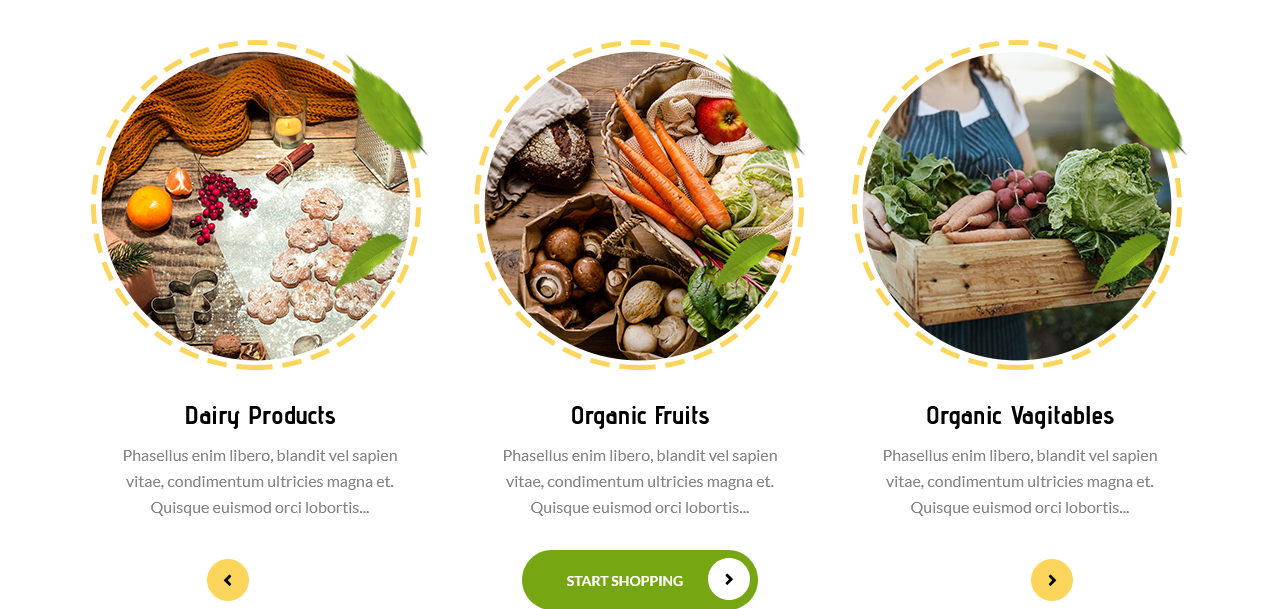 Dairy Products
Phasellus enim libero, blandit vel sapien
vitae, condimentum ultricies magna et.
Quisque euismod orci lobortis...
Organic Fruits
Phasellus enim libero, blandit vel sapien
vitae, condimentum ultricies magna et.
Quisque euismod orci lobortis...
Organic Vagitables
Phasellus enim libero, blandit vel sapien
vitae, condimentum ultricies magna et.
Quisque euismod orci lobortis...
START SHOPPING